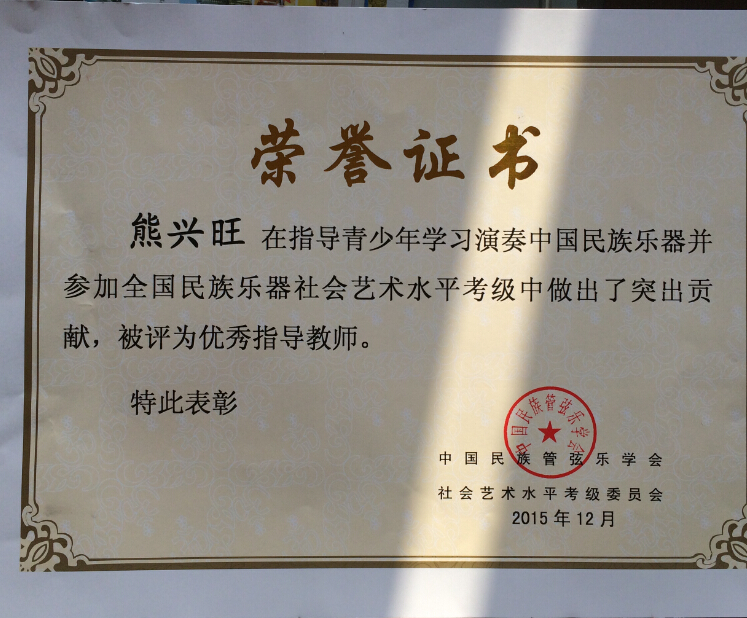 荣誉证书
熊兴旺 在指导青少年学习演奏中国民族乐器并
参加全国民族乐器社会艺术水平考级中做出了突出贡
献，被评为优秀指导教师。
特此表彰
中国民族管弦乐学会
中国民族管弦乐学会
社会艺术水平考级委员会
2015年12月